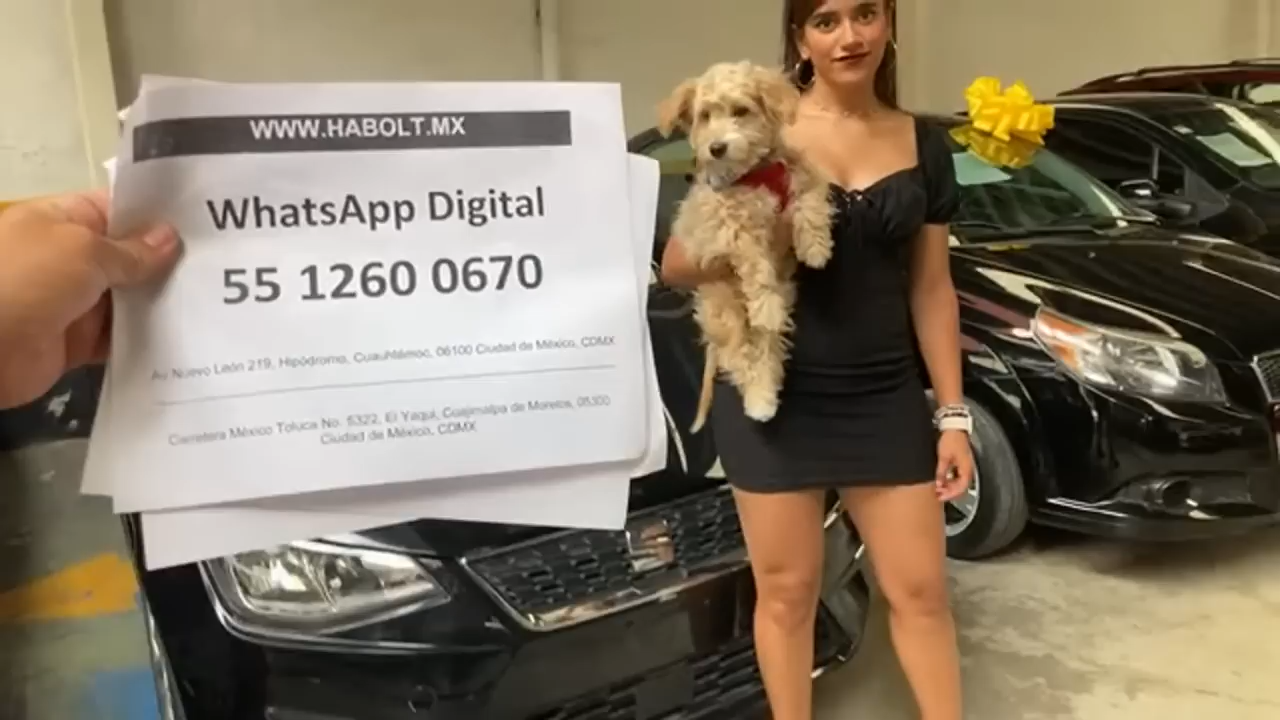 WWW.HABOLT.MX
WhatsApp Digital
55 1260 0670
Av Nuevo León 219, Hipódromo, Cuauhtémoc, 06100 Ciudad de México, CDMX
Carretera México Toluca No. 5322, El Yaqui, Cuajimalpa de Morelos, 05300
Ciudad de México, CDMX